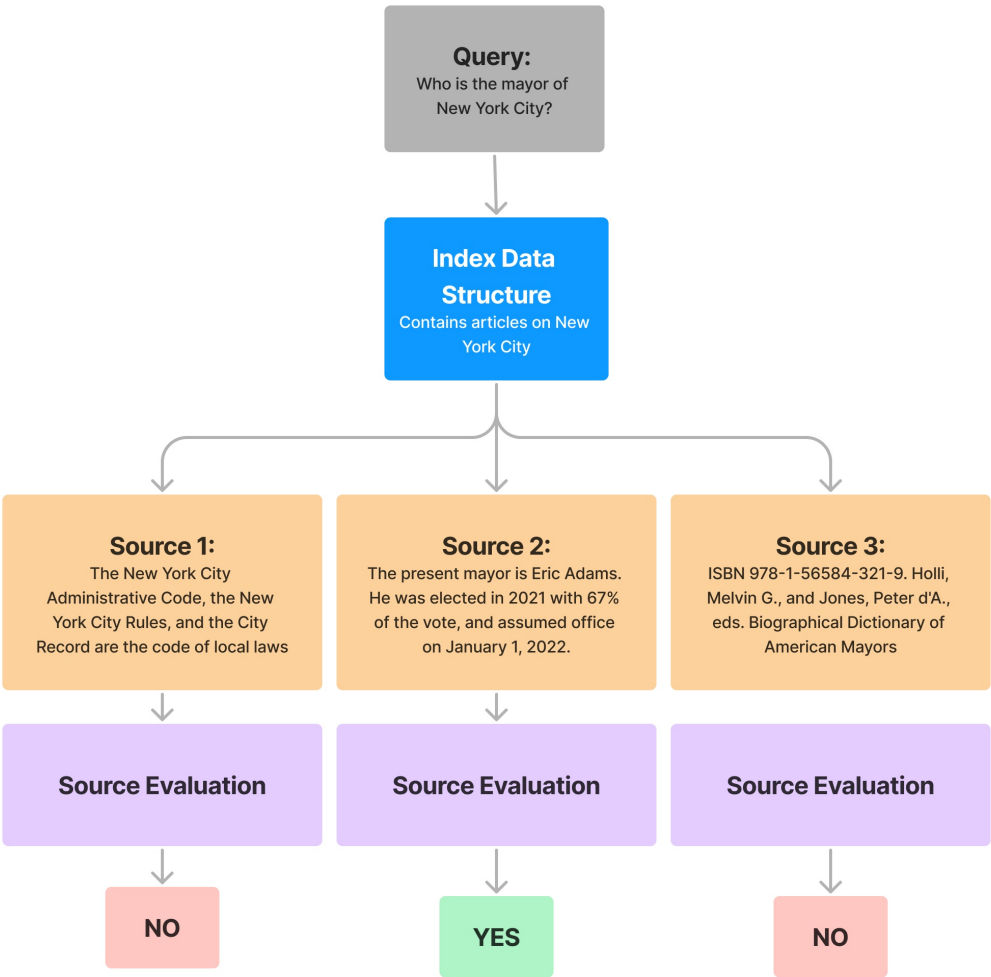 Query:
Who is the mayor of
New York City?
Index Data
Structure
Contains articles on New
York City
Source 1:
The New York City
Administrative Code, the New
York City Rules, and the City
Record are the code of local laws
Source 2:
The present mayor is Eric Adams.
He was elected in 2021 with 67%
of the vote, and assumed office
on January 1, 2022.
Source 3:
ISBN 978-1-56584-321-9. Holli,
Melvin G., and Jones, Peter d'A.,
eds. Biographical Dictionary of
American Mayors
Source Evaluation
Source Evaluation
Source Evaluation
NO
YES
NO